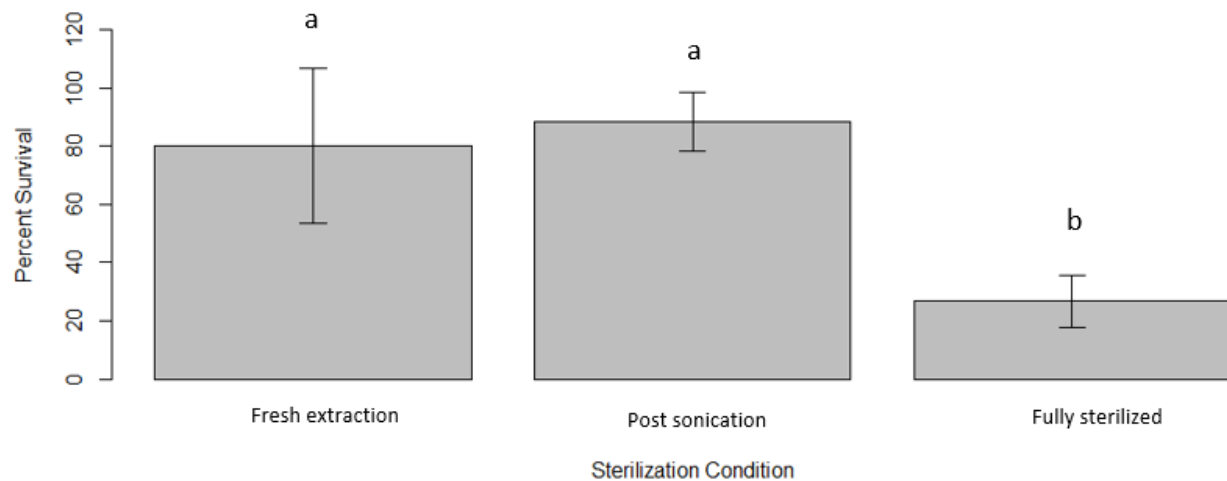 a
a
b
120
100
80
60
40
20
0
Percent Survival
Fresh extraction
Post sonication
Fully sterilized
Sterilization Condition